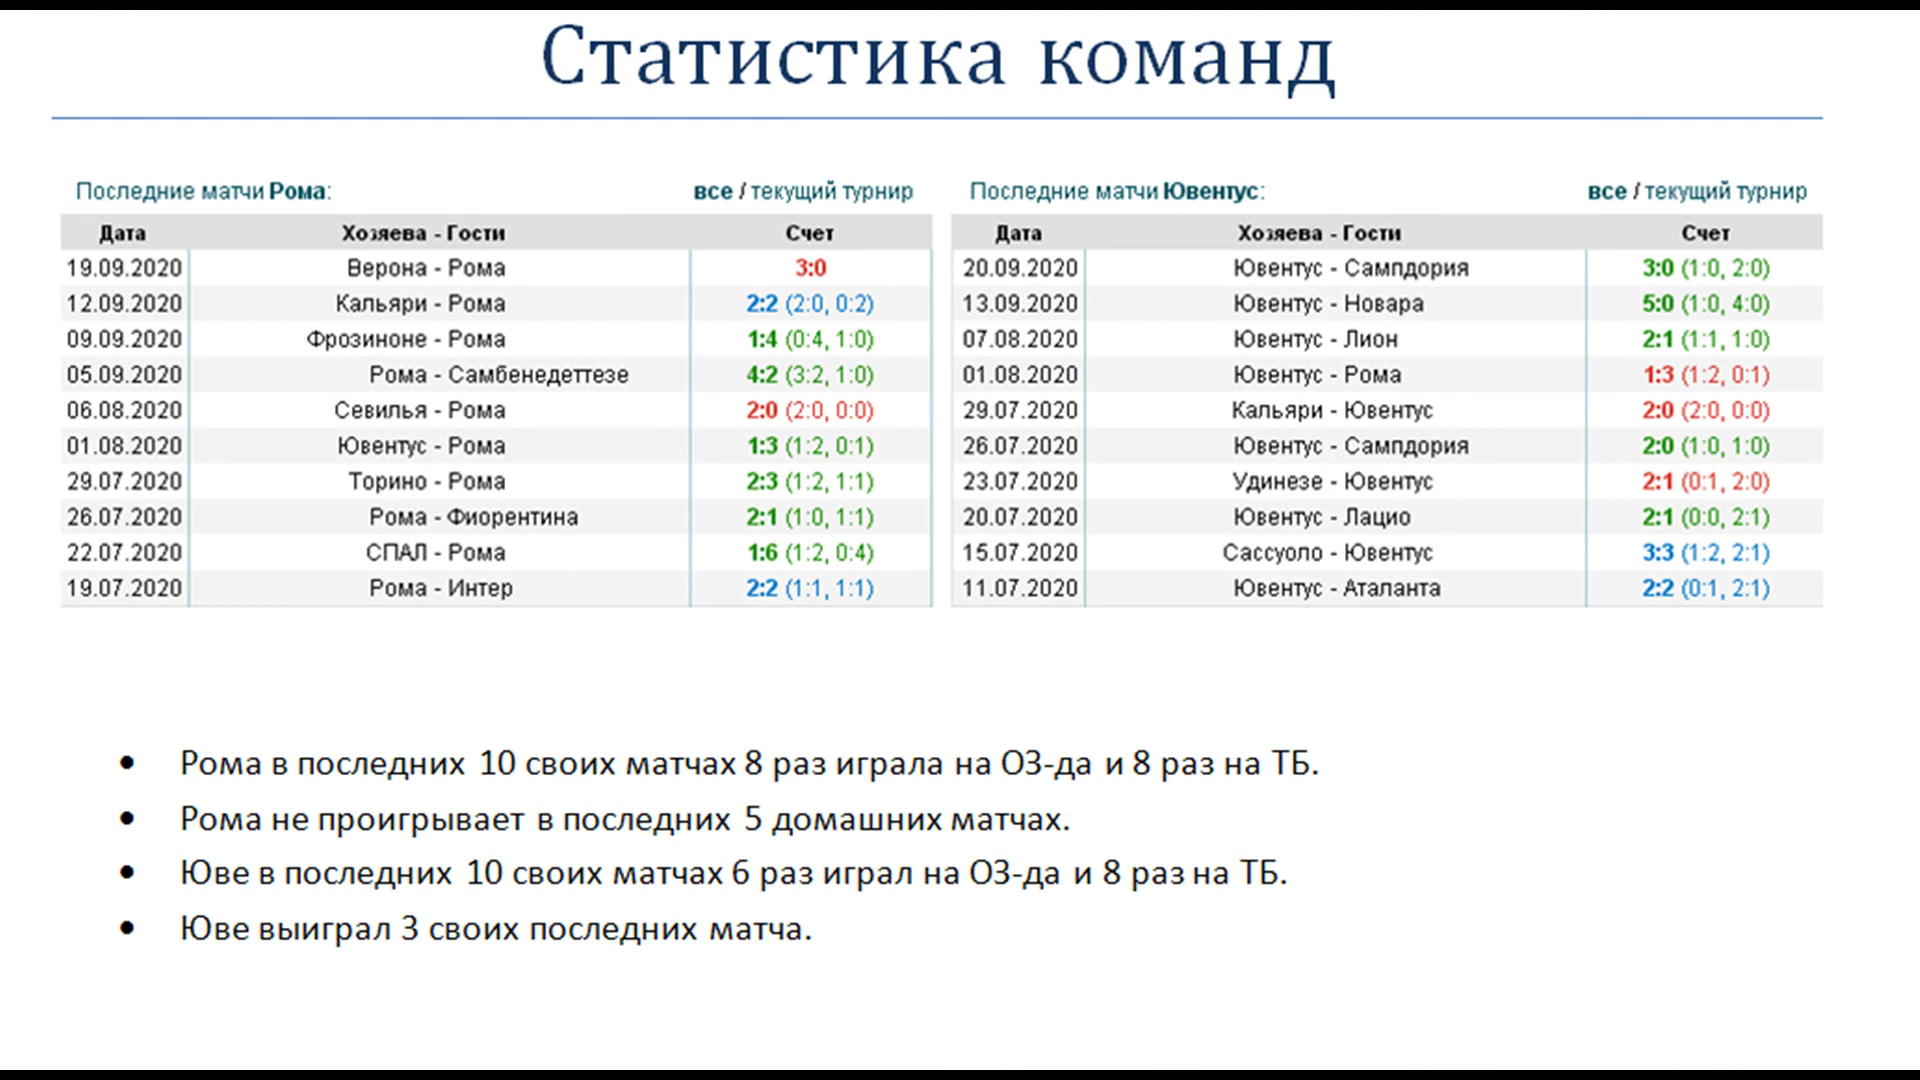 Статистика команд
Последние матчи Рома: все / текущий турнир
Дата Хозяева - Гости Счет
19.09.2020 Верона - Рома 3:0
12.09.2020 Кальяри - Рома 2:2 (2:0, 0:2)
09.09.2020 Фрозиноне - Рома 1:4 (0:4, 1:0)
05.09.2020 Рома - Самбенедеттезе 4:2 (3:2, 1:0)
06.08.2020 Севилья - Рома 2:0 (2:0, 0:0)
01.08.2020 Ювентус - Рома 1:3 (1:2, 0:1)
29.07.2020 Торино - Рома 2:3 (1:2, 1:1)
26.07.2020 Рома - Фиорентина 2:1 (1:0, 1:1)
22.07.2020 СПАЛ - Рома 1:6 (1:2, 0:4)
19.07.2020 Рома - Интер 2:2 (1:1, 1:1)
Последние матчи Ювентус: все / текущий турнир
Дата Хозяева - Гости Счет
20.09.2020 Ювентус - Сампдория 3:0 (1:0, 2:0)
13.09.2020 Ювентус - Новара 5:0 (1:0, 4:0)
07.08.2020 Ювентус - Лион 2:1 (1:1, 1:0)
01.08.2020 Ювентус - Рома 1:3 (1:2, 0:1)
29.07.2020 Кальяри - Ювентус 2:0 (2:0, 0:0)
26.07.2020 Ювентус - Сампдория 2:0 (1:0, 1:0)
23.07.2020 Удинезе - Ювентус 2:1 (0:1, 2:0)
20.07.2020 Ювентус - Лацио 2:1 (0:0, 2:1)
15.07.2020 Сассуоло - Ювентус 3:3 (1:2, 2:1)
11.07.2020 Ювентус - Аталанта 2:2 (0:1, 2:1)
• Рома в последних 10 своих матчах 8 раз играла на ОЗ-да и 8 раз на ТБ.
• Рома не проигрывает в последних 5 домашних матчах.
• Юве в последних 10 своих матчах 6 раз играл на ОЗ-да и 8 раз на ТБ.
• Юве выиграл 3 своих последних матча.